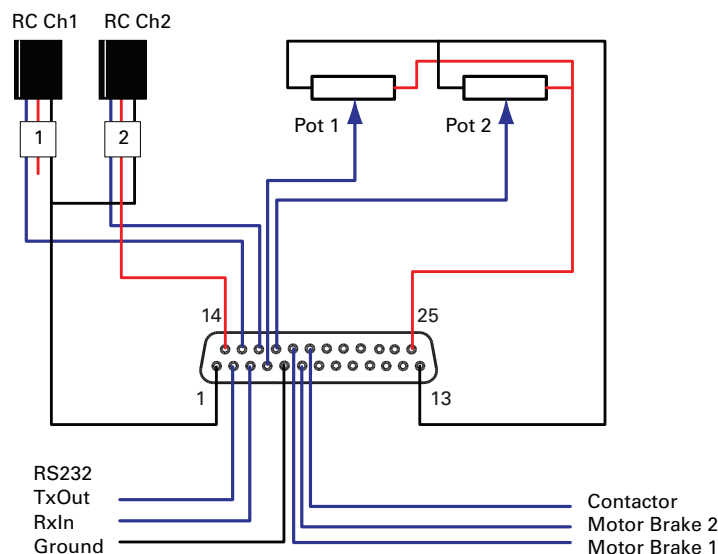 RC Ch1 RC Ch2
1 2
Pot 1 Pot 2
14 25
1 13
RS232
TxOut
RxIn
Ground
Contactor
Motor Brake 2
Motor Brake 1